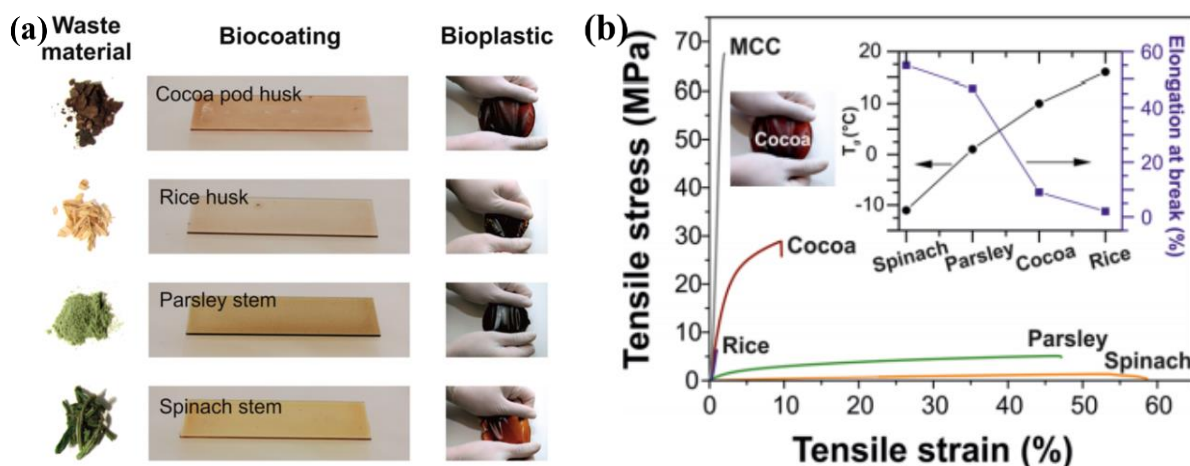 (a)
Waste
material
Biocoating
Bioplastic
Cocoa pod husk
Rice husk
Parsley stem
Spinach stem
(b)
Tensile stress (MPa)
70
60
50
40
30
20
10
0
MCC
Cocoa
Rice
Parsley
Spinach
0 10 20 30 40 50 60
Tensile strain (%)
Cocoa
Tg(°C)
20
10
0
-10
Spinach Parsley Cocoa Rice
60
40
20
0
Elongation at
break (%)